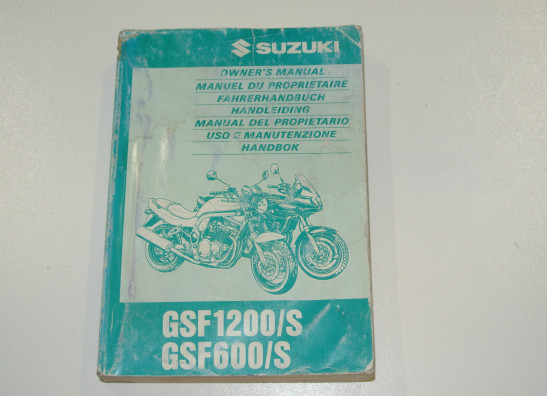 SUZUKI
OWNER'S MANUAL
MANUEL DU PROPRIETAIRE
FAHRERHANDBUCH
HANDLEIDING
MANUAL DEL PROPIETARIO
USO E MANUTENZIONE
HANDBOK
GSF1200/S
GSF600/S